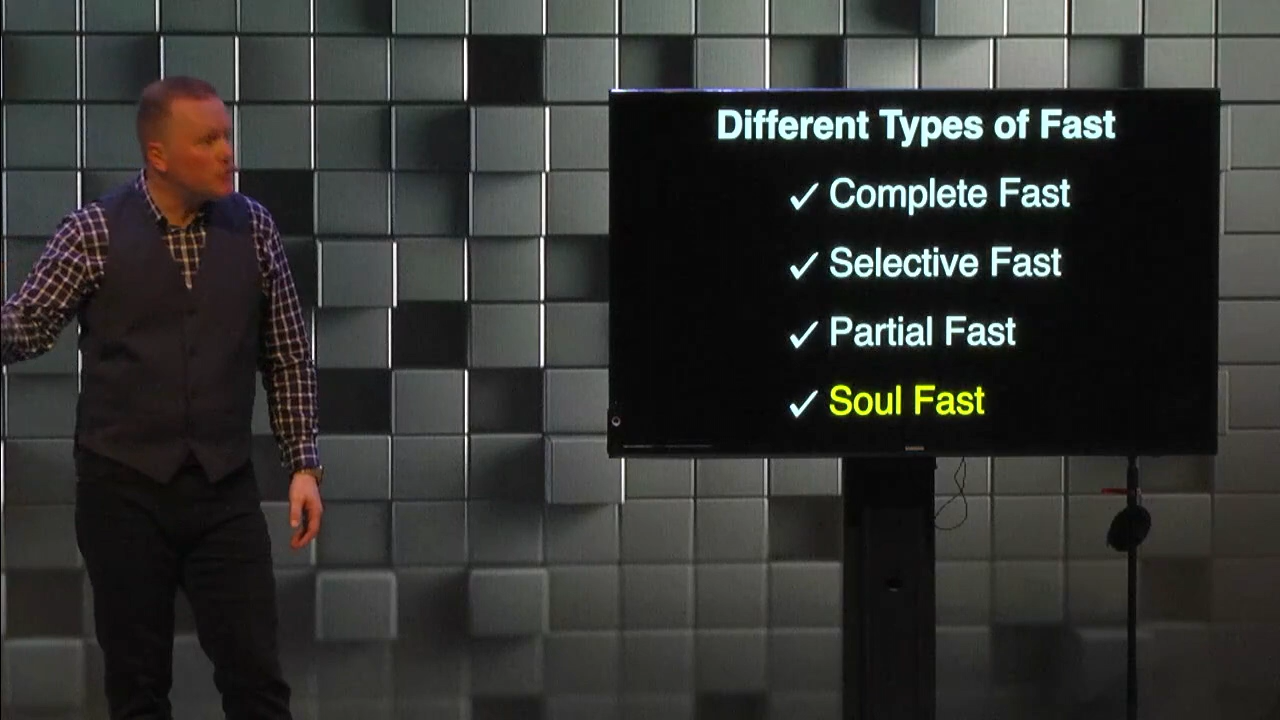 Different Types of Fast
✓ Complete Fast
✓ Selective Fast
✓ Partial Fast
✓ Soul Fast